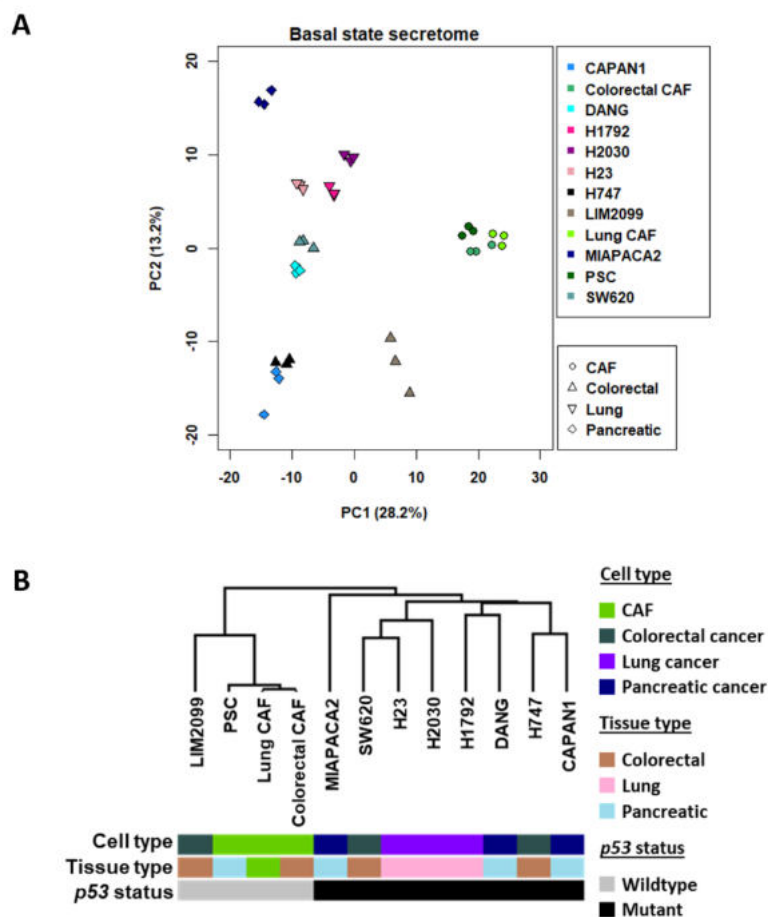 A
Basal state secretome
20
10
0
-10
-20
PC2 (13.2%)
-20 -10 0 10 20 30
PC1 (28.2%)
CAPAN1
Colorectal CAF
DANG
H1792
H2030
H23
H747
LIM2099
Lung CAF
MIAPACA2
PSC
SW620
CAF
Colorectal
Lung
Pancreatic
B
LIM2099
PSC
Lung CAF
Colorectal CAF
MIAPACA2
SW620
H23
H2030
H1792
DANG
H747
CAPAN1
Cell type
Tissue type
p53 status
Cell type
CAF
Colorectal cancer
Lung cancer
Pancreatic cancer
Tissue type
Colorectal
Lung
Pancreatic
p53 status
Wildtype
Mutant